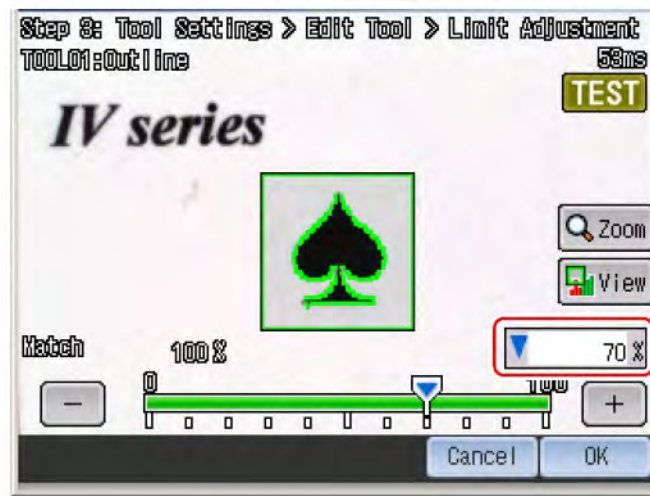 Step 3: Tool Settings > Edit Tool > Limit Adjustment
TOOL01:Outline
53ms
TEST
IV series
Zoom
View
Match
100%
70 %
0
100
−
+
Cancel
OK